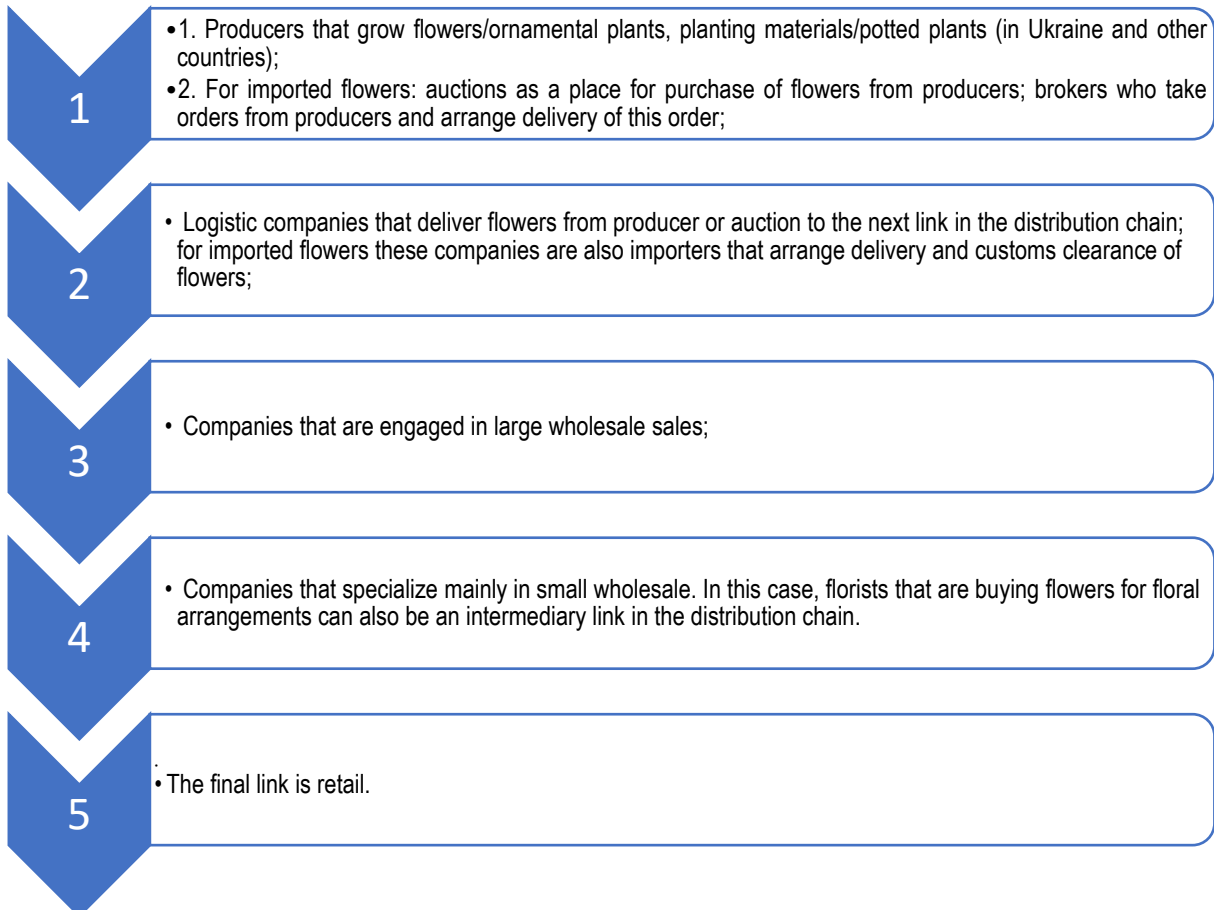 1
•1. Producers that grow flowers/ornamental plants, planting materials/potted plants (in Ukraine and other
countries);
•2. For imported flowers: auctions as a place for purchase of flowers from producers; brokers who take
orders from producers and arrange delivery of this order;
2
• Logistic companies that deliver flowers from producer or auction to the next link in the distribution chain;
for imported flowers these companies are also importers that arrange delivery and customs clearance of
flowers;
3
• Companies that are engaged in large wholesale sales;
4
• Companies that specialize mainly in small wholesale. In this case, florists that are buying flowers for floral
arrangements can also be an intermediary link in the distribution chain.
5
.
• The final link is retail.